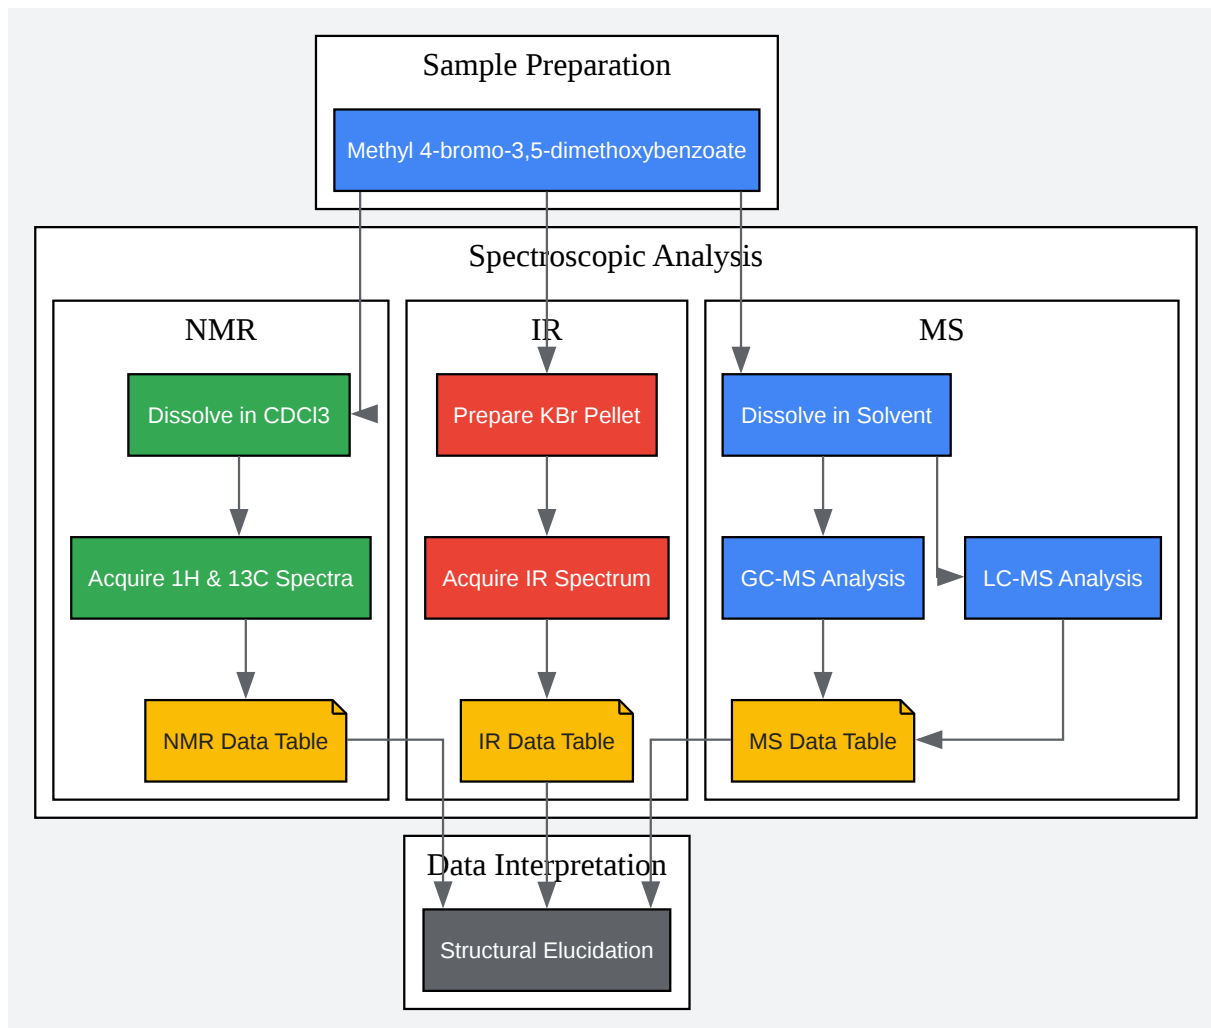 Sample Preparation
Methyl 4-bromo-3,5-dimethoxybenzoate
Spectroscopic Analysis
NMR
IR
MS
Dissolve in CDCl3
Prepare KBr Pellet
Dissolve in Solvent
Acquire 1H & 13C Spectra
Acquire IR Spectrum
GC-MS Analysis
LC-MS Analysis
NMR Data Table
IR Data Table
MS Data Table
Data Interpretation
Structural Elucidation